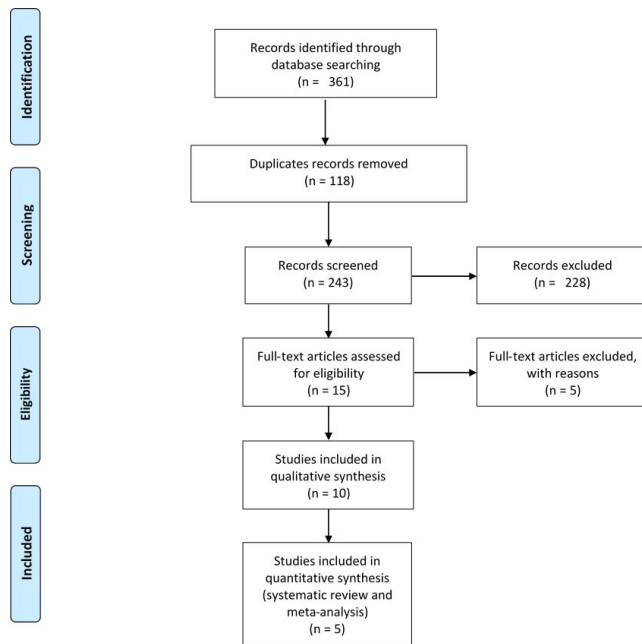 Identification
Records identified through
database searching
(n = 361)
Duplicates records removed
(n = 118)
Screening
Records screened
(n = 243)
Records excluded
(n = 228)
Eligibility
Full-text articles assessed
for eligibility
(n = 15)
Full-text articles excluded,
with reasons
(n = 5)
Studies included in
qualitative synthesis
(n = 10)
Included
Studies included in
quantitative synthesis
(systematic review and
meta-analysis)
(n = 5)